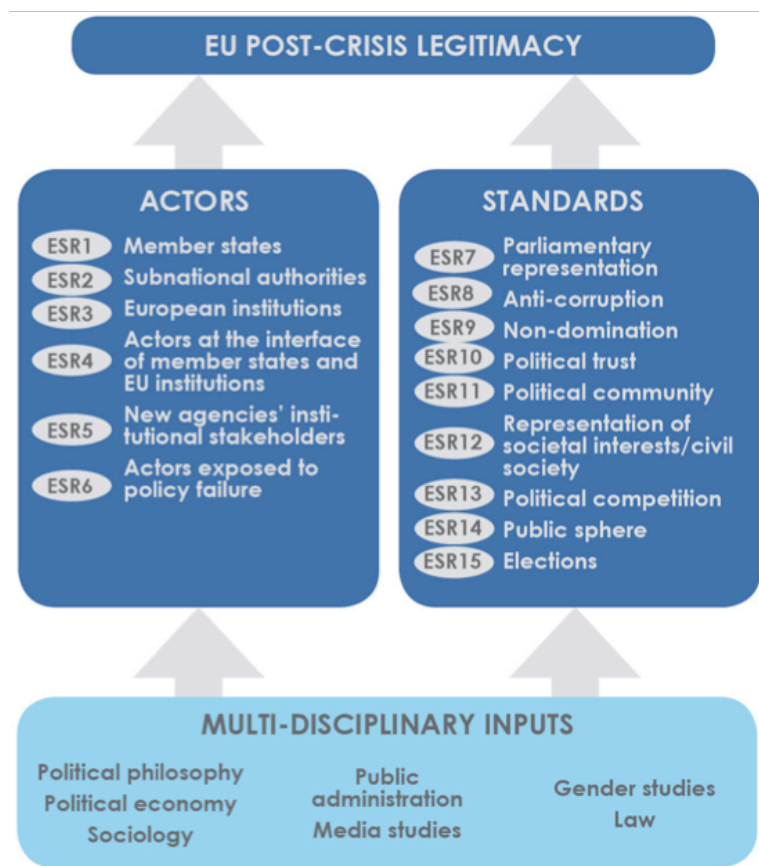 EU POST-CRISIS LEGITIMACY
ACTORS
ESR1 Member states
ESR2 Subnational authorities
ESR3 European institutions
ESR4 Actors at the interface
of member states and
EU institutions
ESR5 New agencies’ insti-
tutional stakeholders
ESR6 Actors exposed to
policy failure
STANDARDS
ESR7 Parliamentary
representation
ESR8 Anti-corruption
ESR9 Non-domination
ESR10 Political trust
ESR11 Political community
ESR12 Representation of
societal interests/civil
society
ESR13 Political competition
ESR14 Public sphere
ESR15 Elections
MULTI-DISCIPLINARY INPUTS
Political philosophy
Political economy
Sociology
Public
administration
Media studies
Gender studies
Law